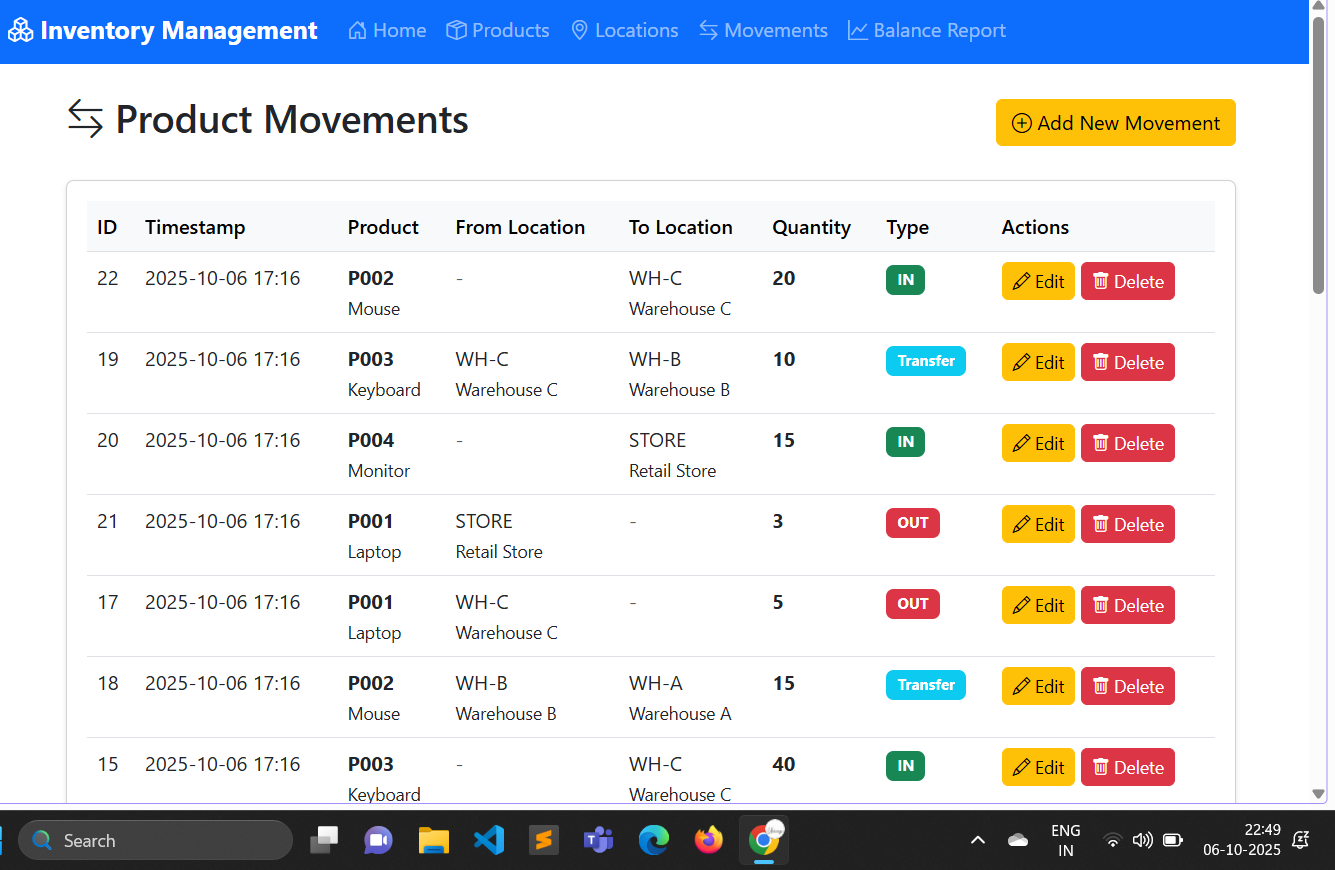 Inventory Management Home Products Locations Movements Balance Report
Product Movements
Add New Movement
ID Timestamp Product From Location To Location Quantity Type Actions
22 2025-10-06 17:16 P002 - WH-C 20 IN Edit Delete
Mouse Warehouse C
19 2025-10-06 17:16 P003 WH-C WH-B 10 Transfer Edit Delete
Keyboard Warehouse C Warehouse B
20 2025-10-06 17:16 P004 - STORE 15 IN Edit Delete
Monitor Retail Store
21 2025-10-06 17:16 P001 STORE - 3 OUT Edit Delete
Laptop Retail Store
17 2025-10-06 17:16 P001 WH-C - 5 OUT Edit Delete
Laptop Warehouse C
18 2025-10-06 17:16 P002 WH-B WH-A 15 Transfer Edit Delete
Mouse Warehouse B Warehouse A
15 2025-10-06 17:16 P003 - WH-C 40 IN Edit Delete
Keyboard Warehouse C
Search
ENG
IN
22:49
06-10-2025